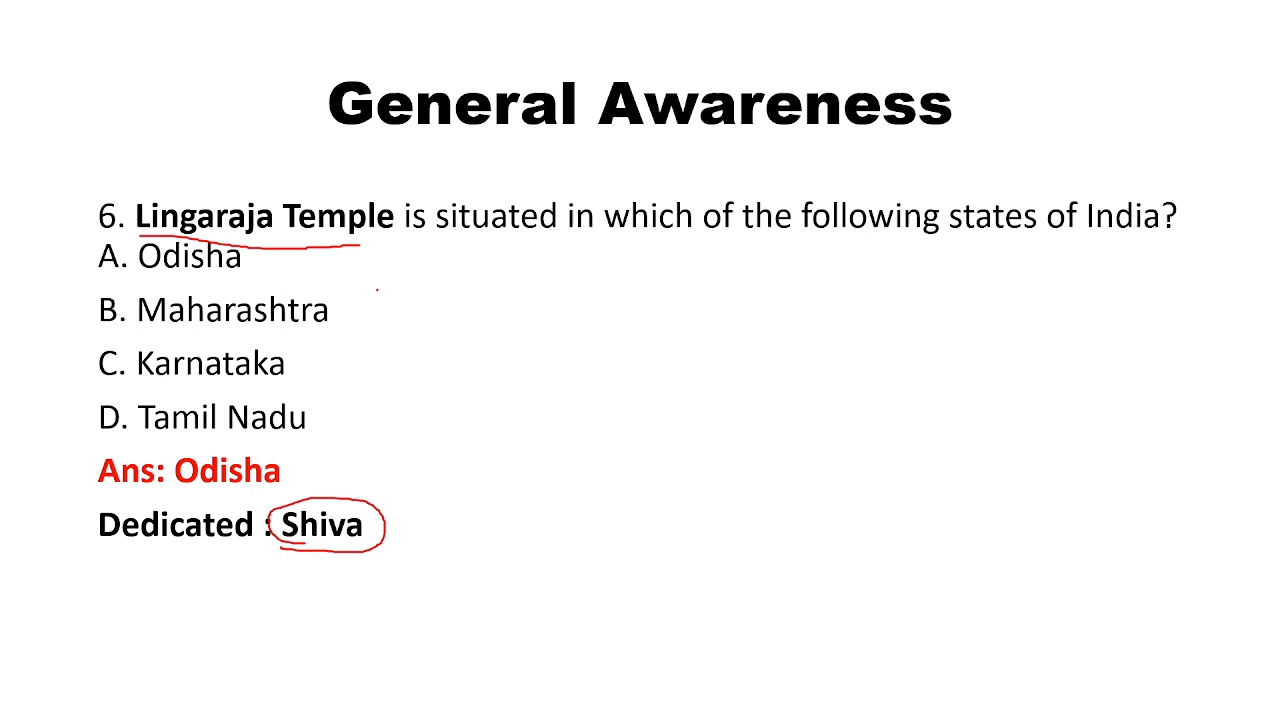 General Awareness
6. Lingaraja Temple is situated in which of the following states of India?
A. Odisha
B. Maharashtra
C. Karnataka
D. Tamil Nadu
Ans: Odisha
Dedicated : Shiva